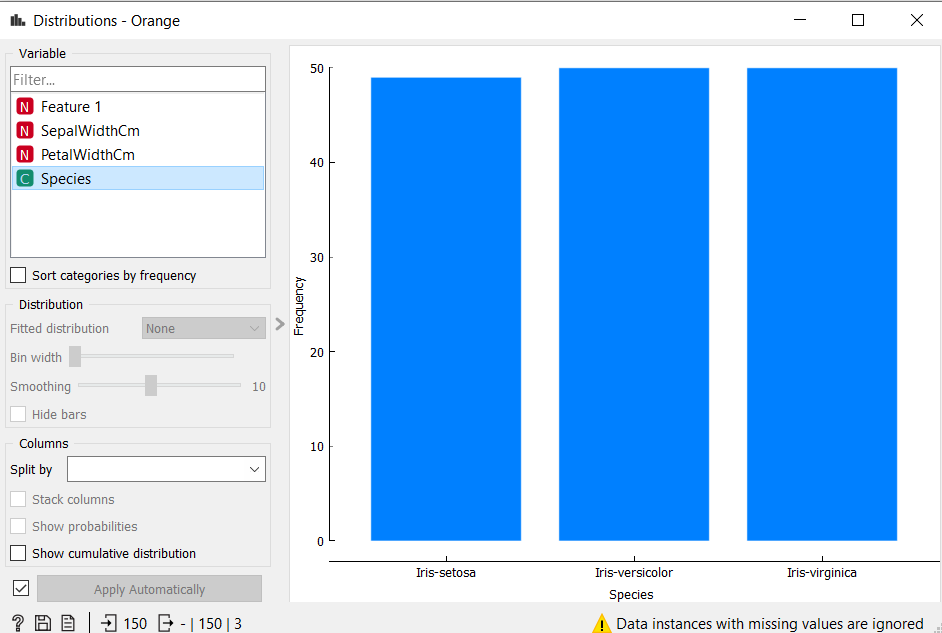 Distributions - Orange
Variable
Filter...
N Feature 1
N SepalWidthCm
N PetalWidthCm
C Species
Sort categories by frequency
Distribution
Fitted distribution None
Bin width
Smoothing 10
Hide bars
Columns
Split by
Stack columns
Show probabilities
Show cumulative distribution
Apply Automatically
? 150 - | 150 | 3
50
40
30
20
10
0
Frequency
Iris-setosa Iris-versicolor Iris-virginica
Species
Data instances with missing values are ignored